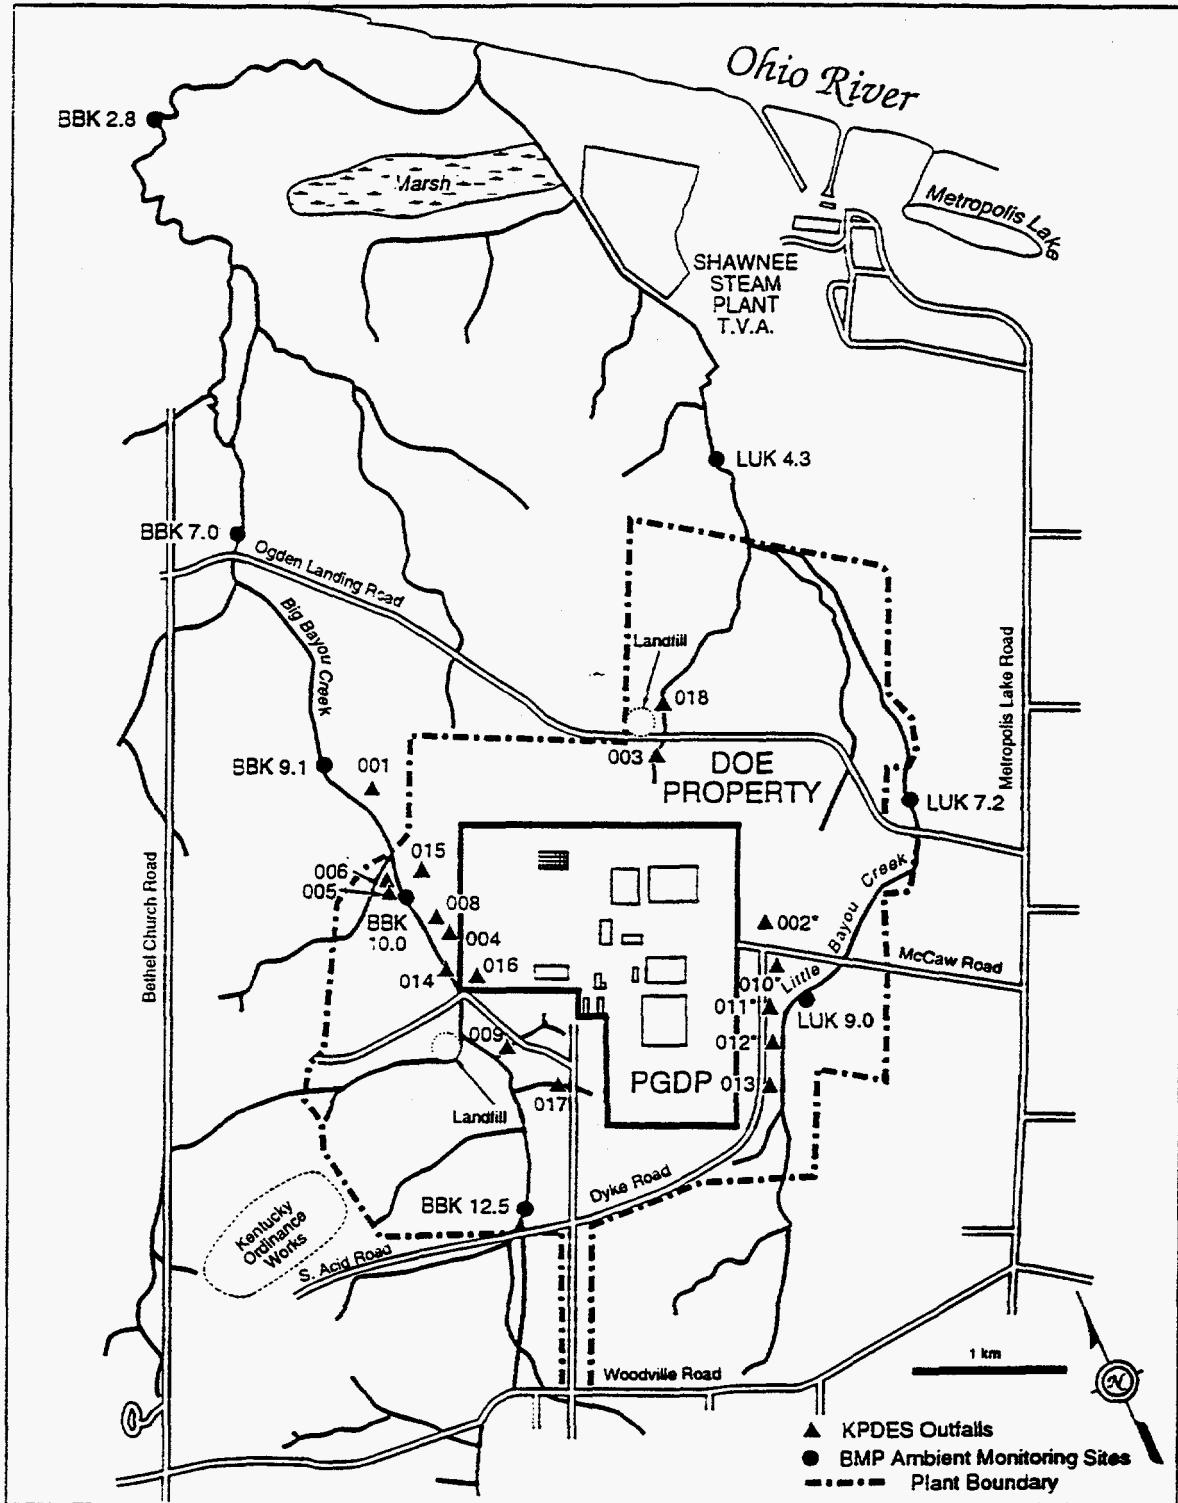 Ohio River
BBK 2.8
Marsh
Metropolis Lake
SHAWNEE
STEAM
PLANT
T.V.A.
LUK 4.3
BBK 7.0
Ogden Landing Road
Big Bayou Creek
Landfill
018
003
DOE
PROPERTY
Metropolis Lake Road
BBK 9.1
001
LUK 7.2
015
006
005
BBK
10.0
008
004
014
016
Bethel Church Road
002*
Little Bayou Creek
McCaw Road
010*
011*
LUK 9.0
012*
009
PGDP
013
017
Landfill
Dyke Road
BBK 12.5
Kentucky
Ordinance
Works
S. Acid Road
Woodville Road
1 km
N
KPDES Outfalls
BMP Ambient Monitoring Sites
Plant Boundary